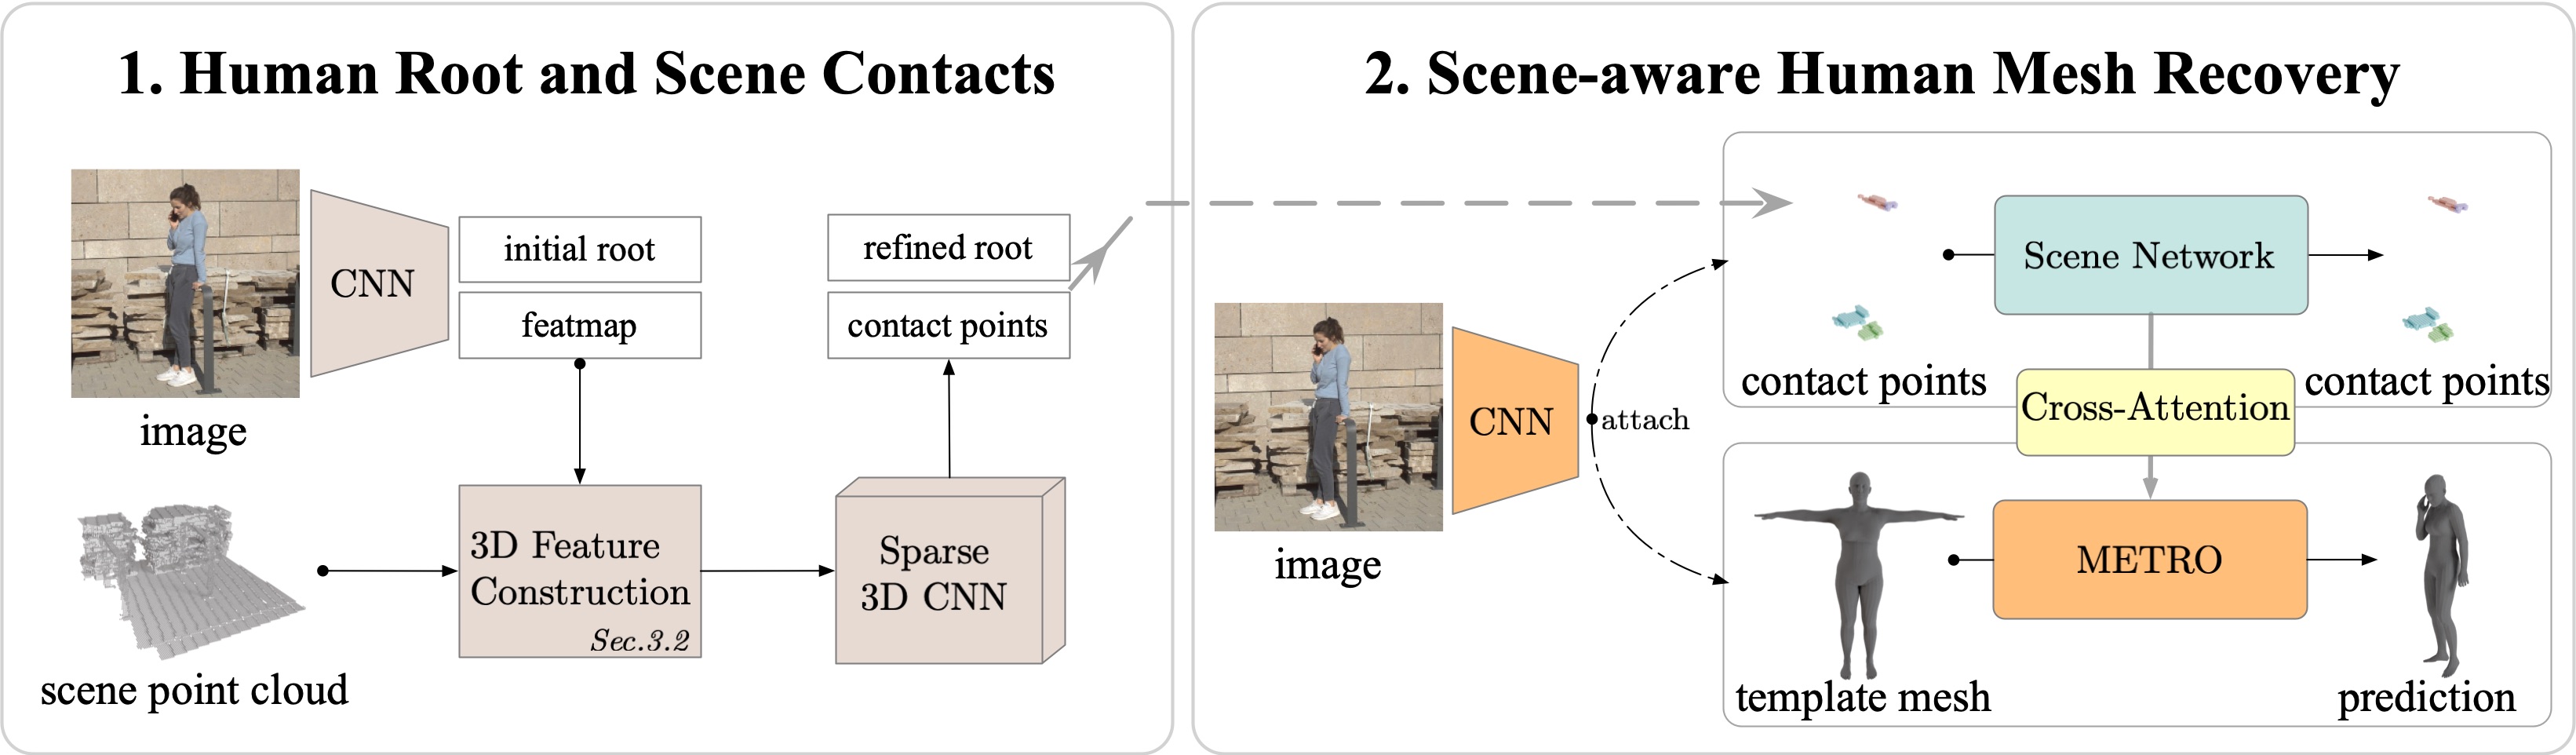 1. Human Root and Scene Contacts
CNN
initial root
featmap
refined root
contact points
image
3D Feature
Construction
Sec.3.2
Sparse
3D CNN
scene point cloud
2. Scene-aware Human Mesh Recovery
image
CNN
attach
contact points
Scene Network
contact points
Cross-Attention
template mesh
METRO
prediction